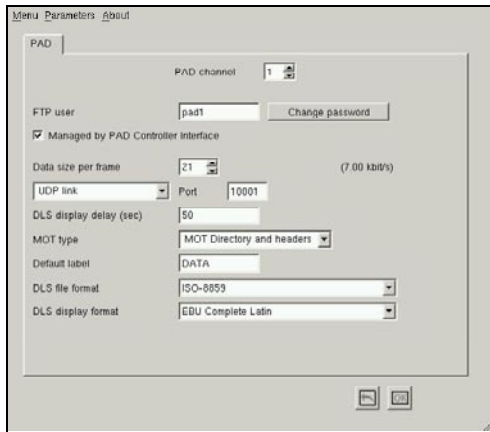 Menu Parameters About
PAD
PAD channel 1
FTP user pad1 Change password
Managed by PAD Controller Interface
Data size per frame 21 (7.00 kbit/s)
UDP link Port 10001
DLS display delay (sec) 50
MOT type MOT Directory and headers
Default label DATA
DLS file format ISO-8859
DLS display format EBU Complete Latin
OK